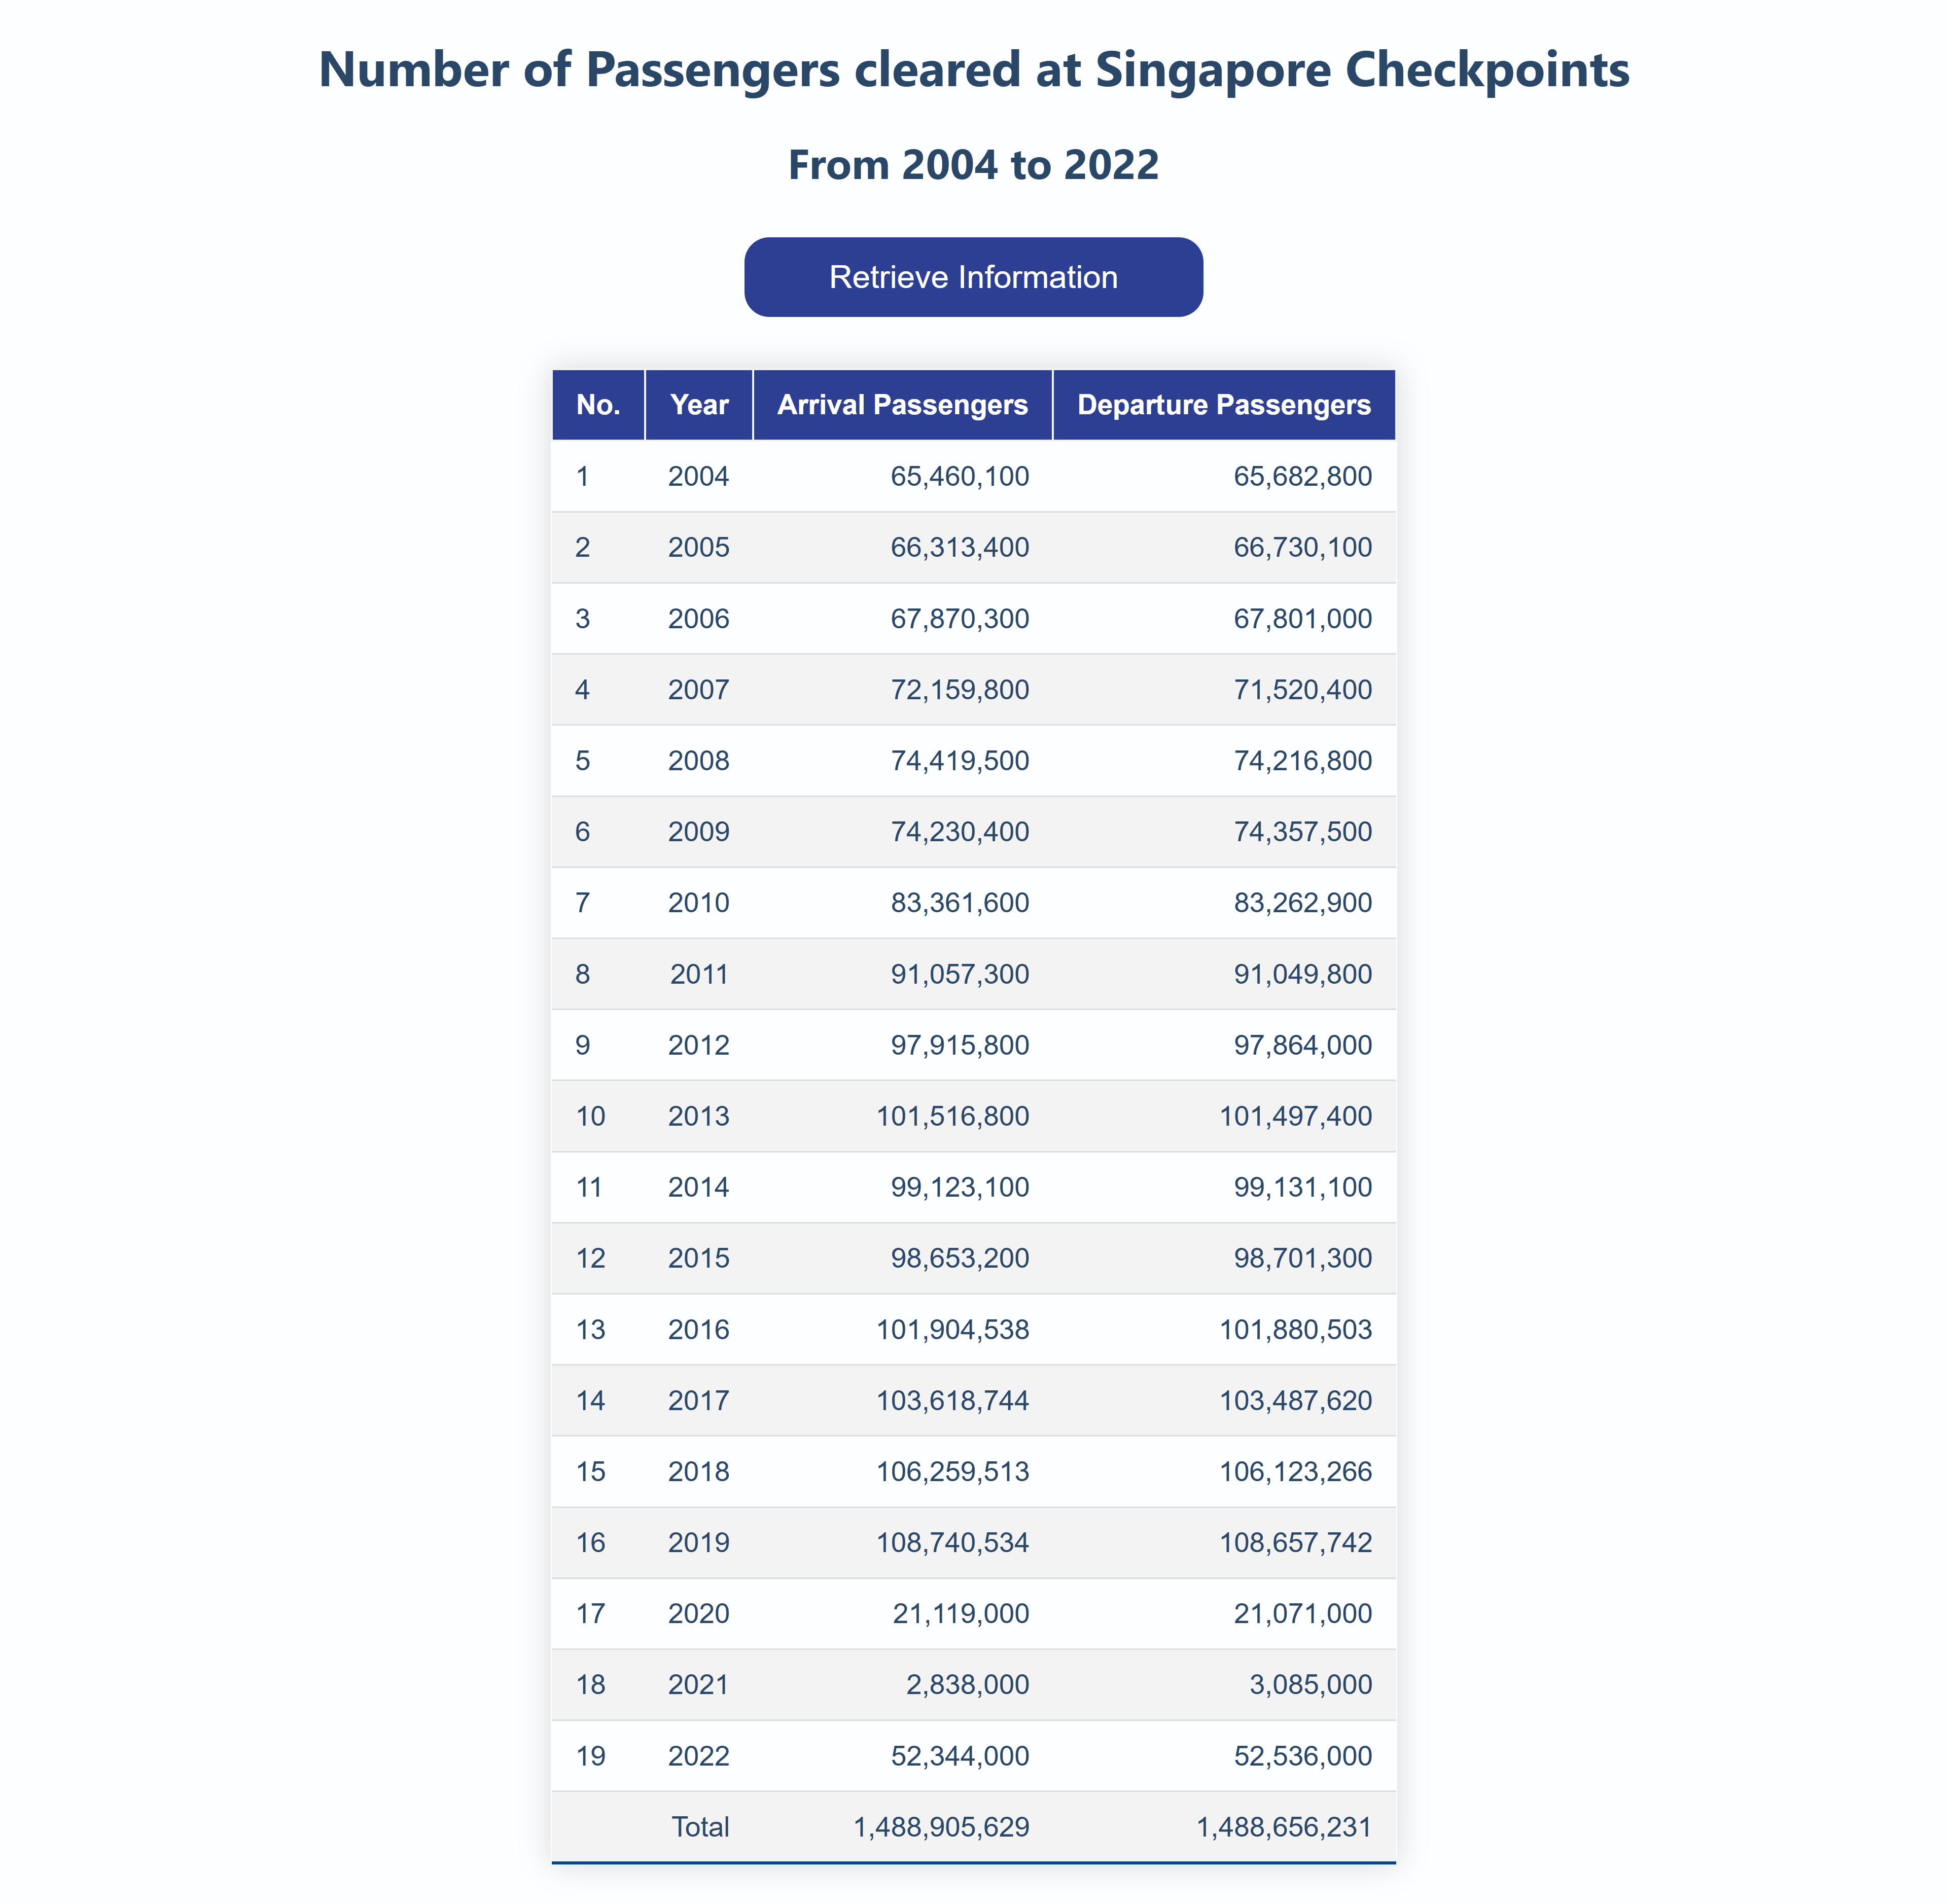 Number of Passengers cleared at Singapore Checkpoints
From 2004 to 2022
Retrieve Information
No. Year Arrival Passengers Departure Passengers
1 2004 65,460,100 65,682,800
2 2005 66,313,400 66,730,100
3 2006 67,870,300 67,801,000
4 2007 72,159,800 71,520,400
5 2008 74,419,500 74,216,800
6 2009 74,230,400 74,357,500
7 2010 83,361,600 83,262,900
8 2011 91,057,300 91,049,800
9 2012 97,915,800 97,864,000
10 2013 101,516,800 101,497,400
11 2014 99,123,100 99,131,100
12 2015 98,653,200 98,701,300
13 2016 101,904,538 101,880,503
14 2017 103,618,744 103,487,620
15 2018 106,259,513 106,123,266
16 2019 108,740,534 108,657,742
17 2020 21,119,000 21,071,000
18 2021 2,838,000 3,085,000
19 2022 52,344,000 52,536,000
Total 1,488,905,629 1,488,656,231